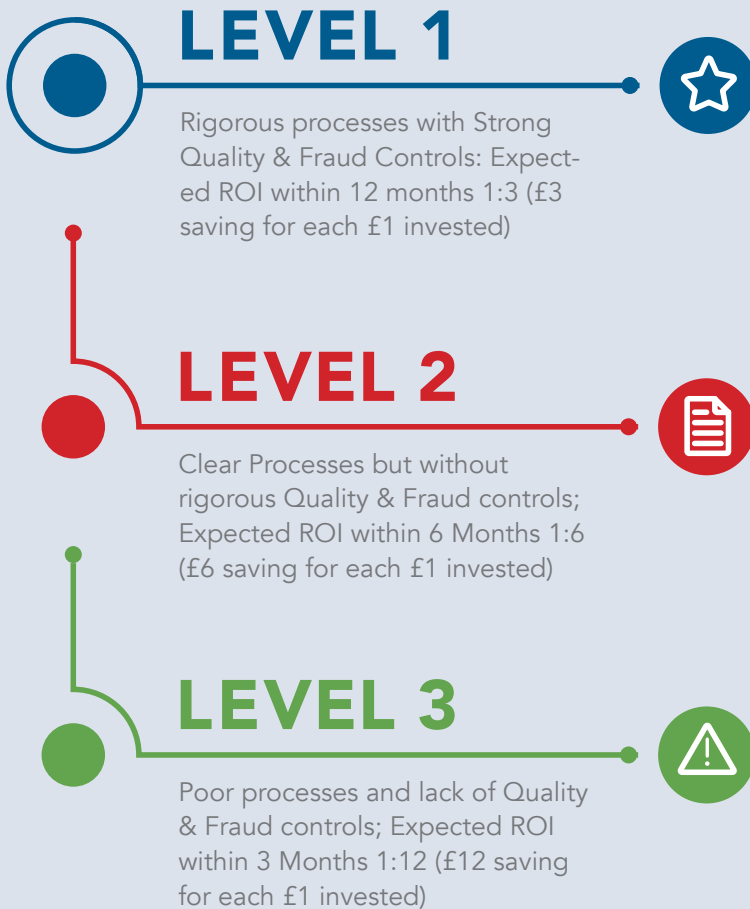 LEVEL 1
Rigorous processes with Strong
Quality & Fraud Controls: Expect-
ed ROI within 12 months 1:3 (£3
saving for each £1 invested)
LEVEL 2
Clear Processes but without
rigorous Quality & Fraud controls;
Expected ROI within 6 Months 1:6
(£6 saving for each £1 invested)
LEVEL 3
Poor processes and lack of Quality
& Fraud controls; Expected ROI
within 3 Months 1:12 (£12 saving
for each £1 invested)